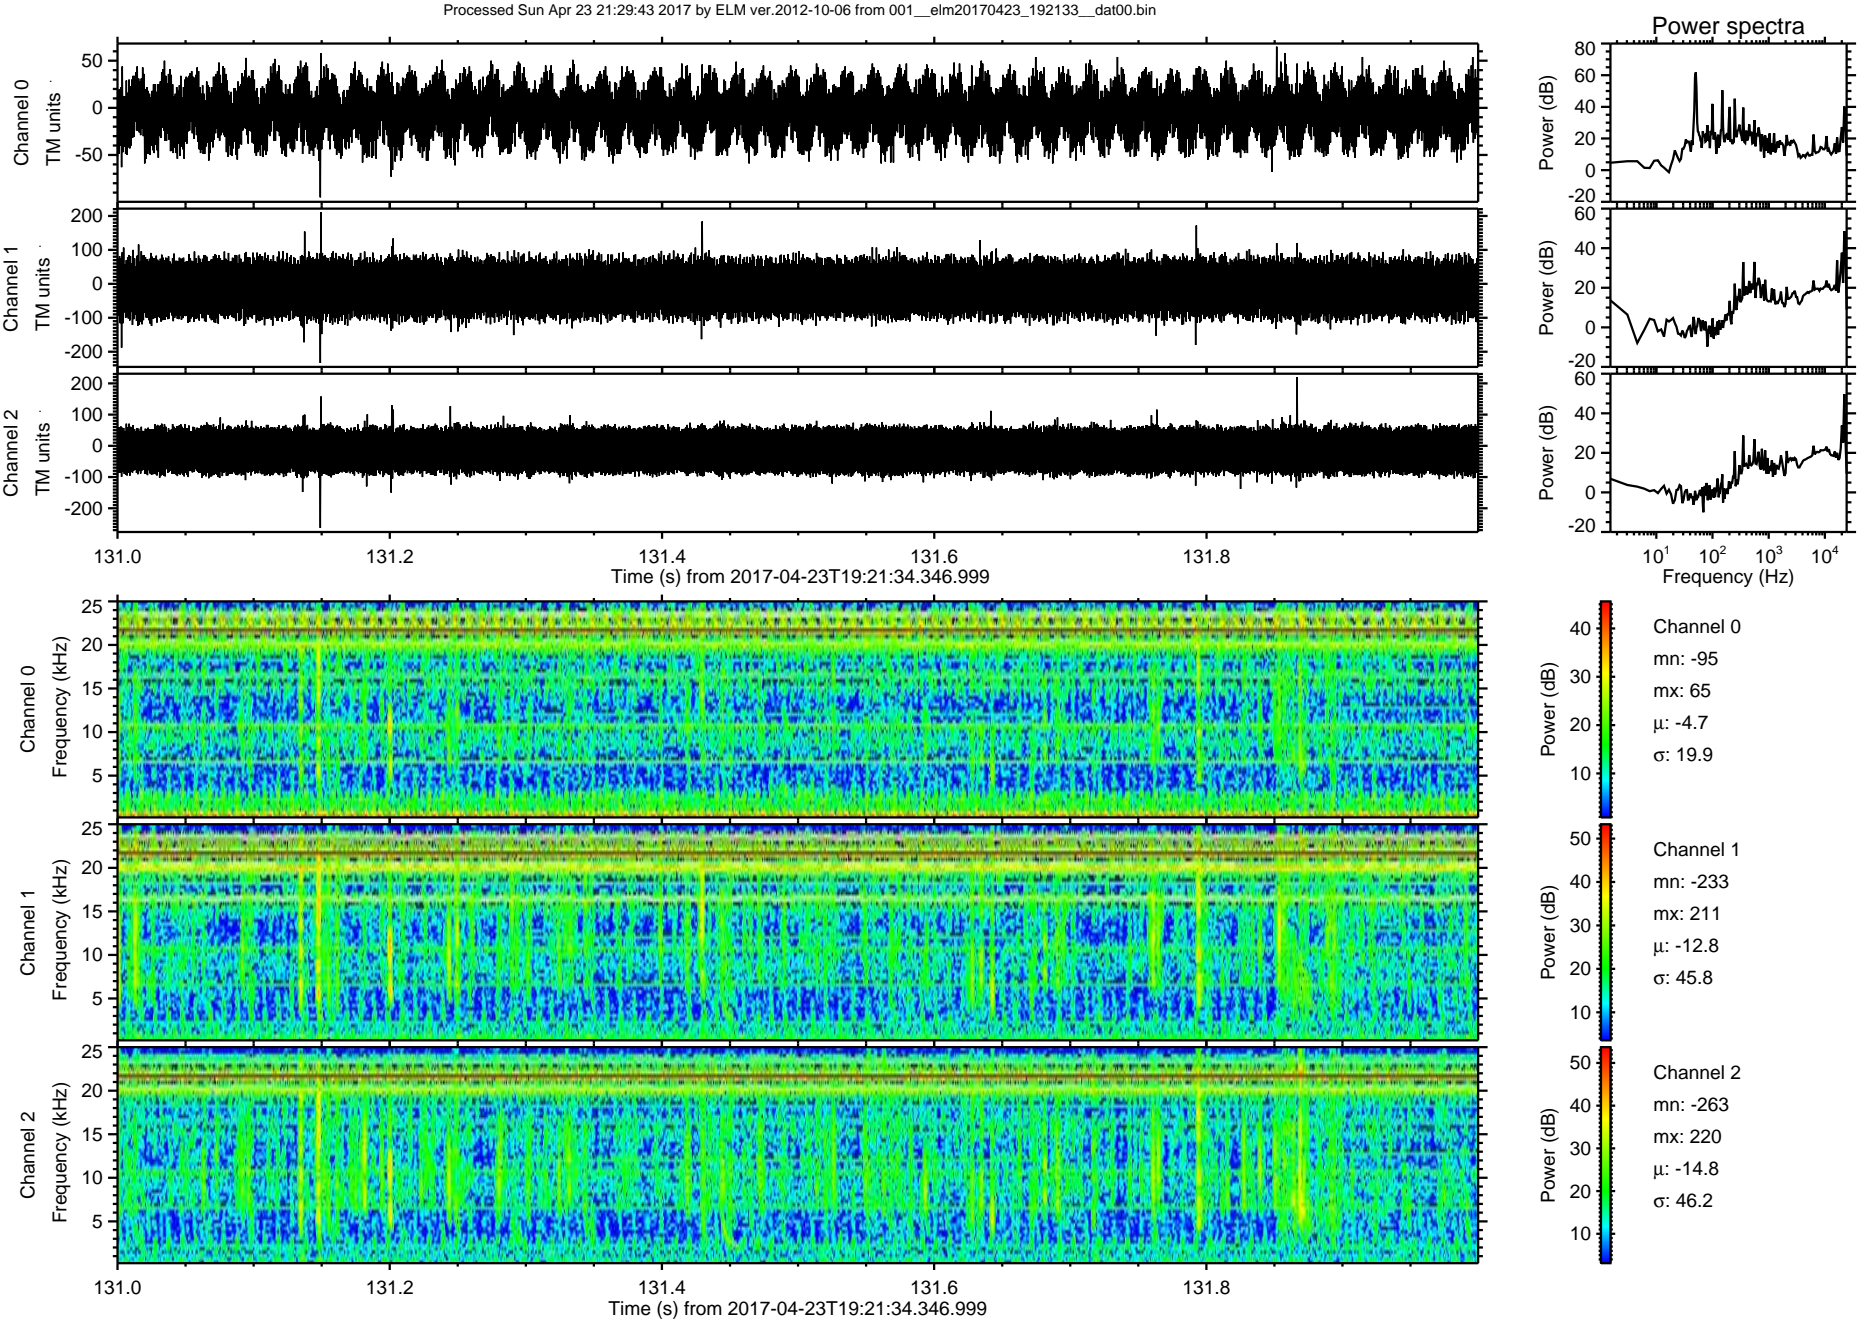 Processed Sun Apr 23 21:29:43 2017 by ELM ver.2012-10-06 from 001__elm20170423_192133__dat00.bin
Power spectra
Channel 0
TM units
50
0
-50
Power (dB)
80
60
40
20
0
-20
Channel 1
TM units
200
100
0
-100
-200
Power (dB)
60
40
20
0
-20
Channel 2
TM units
200
100
0
-100
-200
Power (dB)
60
40
20
0
-20
131.0 131.2 131.4 131.6 131.8
Time (s) from 2017-04-23T19:21:34.346.999
10¹ 10² 10³ 10⁴
Frequency (Hz)
Channel 0
Frequency (kHz)
25
20
15
10
5
Power (dB)
40
30
20
10
Channel 0
mn: -95
mx: 65
μ: -4.7
σ: 19.9
Channel 1
Frequency (kHz)
25
20
15
10
5
Power (dB)
50
40
30
20
10
Channel 1
mn: -233
mx: 211
μ: -12.8
σ: 45.8
Channel 2
Frequency (kHz)
25
20
15
10
5
Power (dB)
50
40
30
20
10
Channel 2
mn: -263
mx: 220
μ: -14.8
σ: 46.2
131.0 131.2 131.4 131.6 131.8
Time (s) from 2017-04-23T19:21:34.346.999